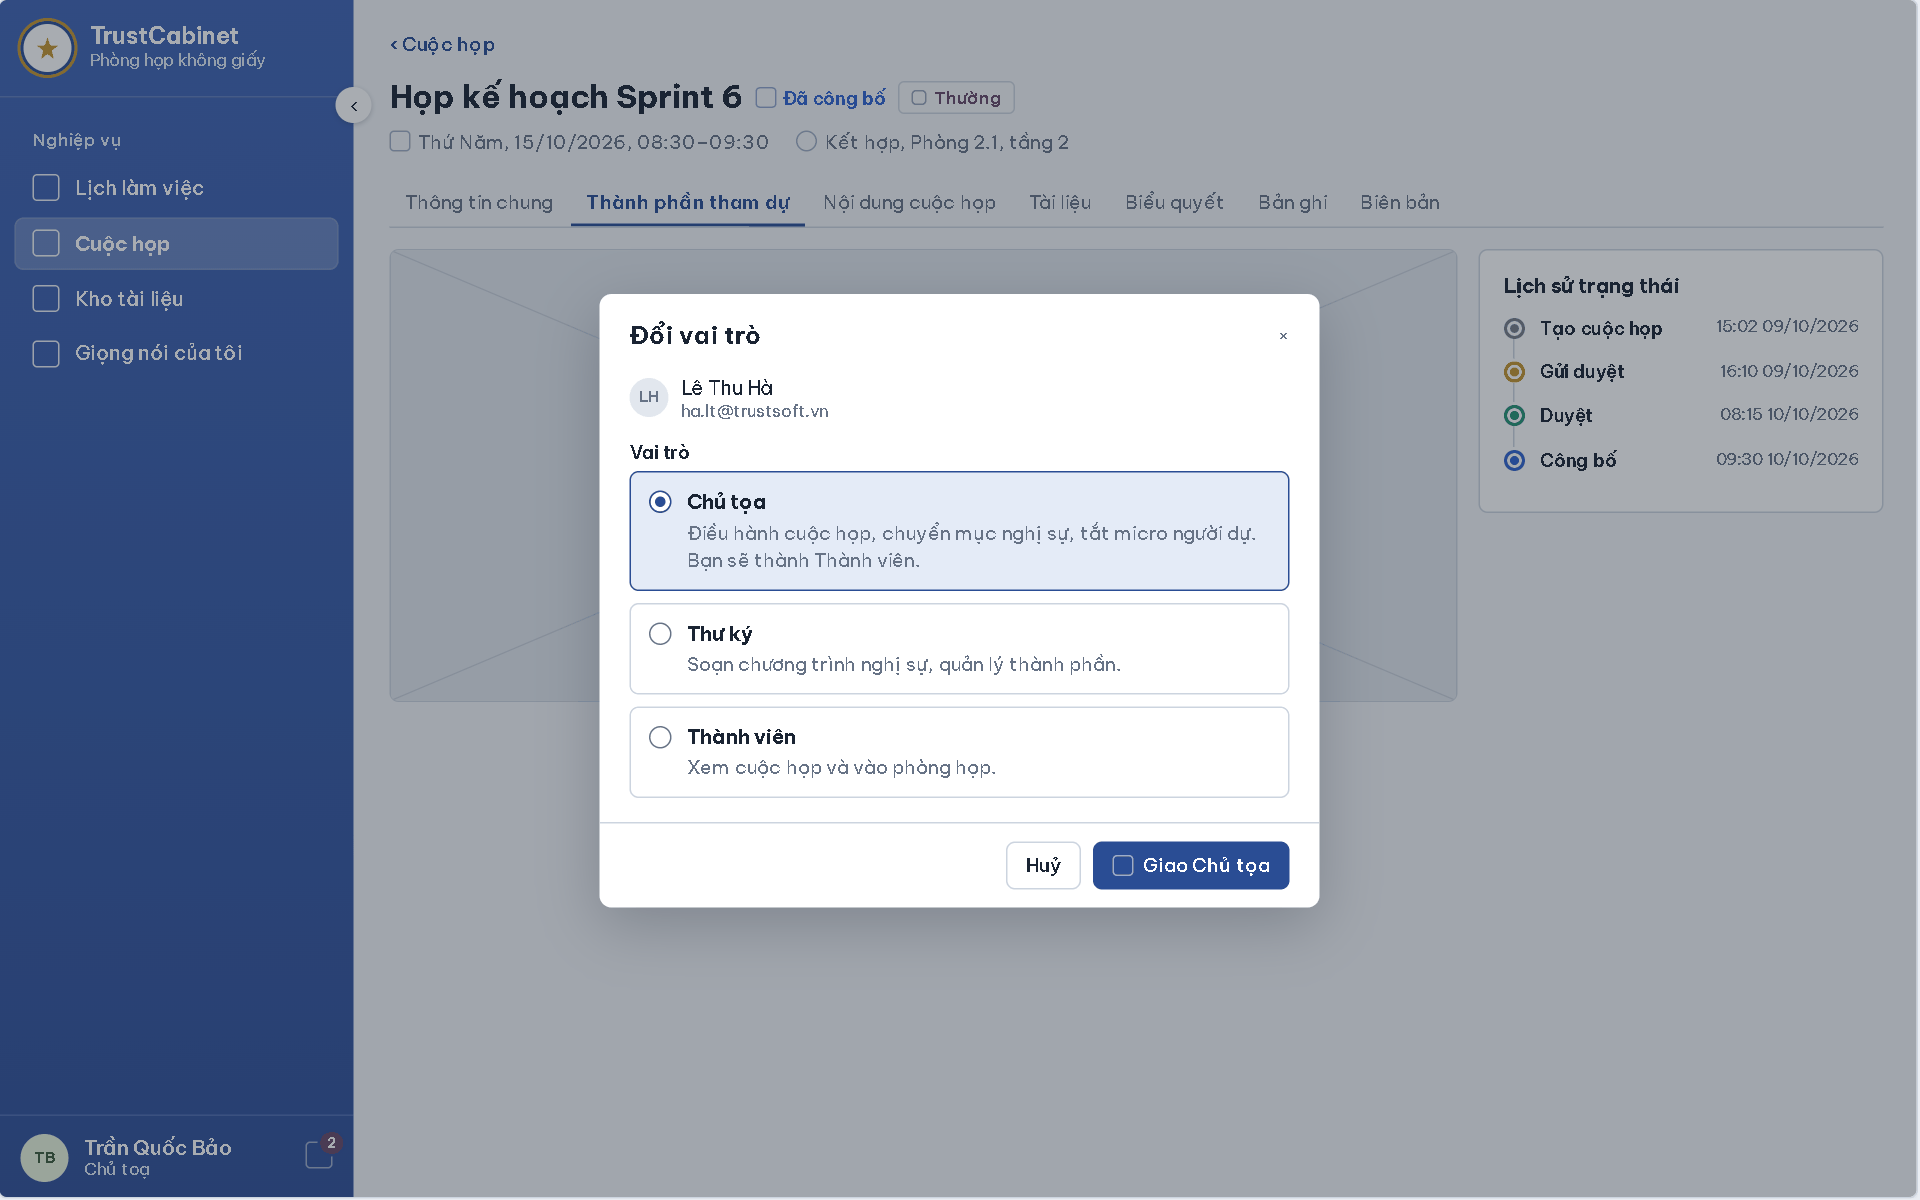 TrustCabinet
Phòng họp không giấy
Nghiệp vụ
Lịch làm việc
Cuộc họp
Kho tài liệu
Giọng nói của tôi
Trần Quốc Bảo
Chủ toạ
TB
2
‹ Cuộc họp
Họp kế hoạch Sprint 6
Đã công bố
Thường
Thứ Năm, 15/10/2026, 08:30–09:30
Kết hợp, Phòng 2.1, tầng 2
Thông tin chung
Thành phần tham dự
Nội dung cuộc họp
Tài liệu
Biểu quyết
Bản ghi
Biên bản
Lịch sử trạng thái
Tạo cuộc họp
15:02 09/10/2026
Gửi duyệt
16:10 09/10/2026
Duyệt
08:15 10/10/2026
Công bố
09:30 10/10/2026
Đổi vai trò
×
LH
Lê Thu Hà
ha.lt@trustsoft.vn
Vai trò
Chủ tọa
Điều hành cuộc họp, chuyển mục nghị sự, tắt micro người dự.
Bạn sẽ thành Thành viên.
Thư ký
Soạn chương trình nghị sự, quản lý thành phần.
Thành viên
Xem cuộc họp và vào phòng họp.
Huỷ
Giao Chủ tọa